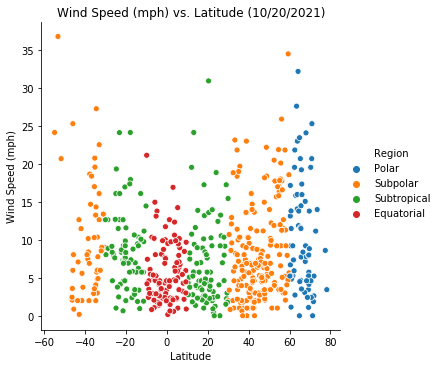 Wind Speed (mph) vs. Latitude (10/20/2021)
Wind Speed (mph)
35
30
25
20
15
10
5
0
−60 −40 −20 0 20 40 60 80
Latitude
Region
Polar
Subpolar
Subtropical
Equatorial